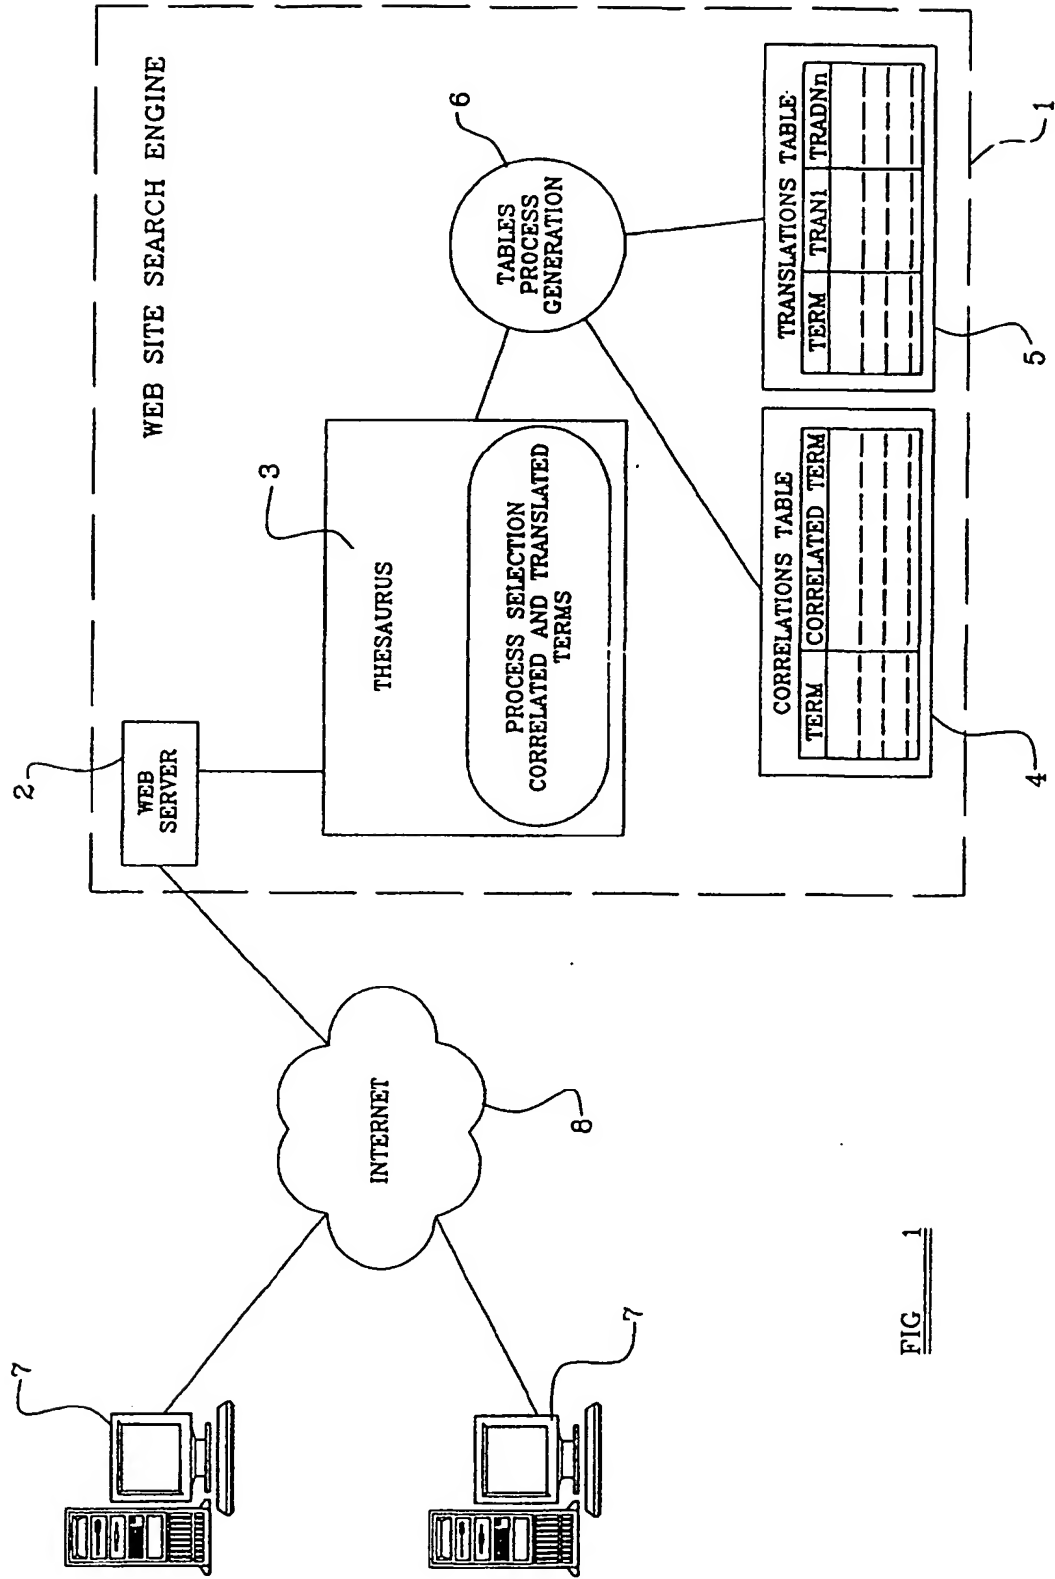 WEB SITE SEARCH ENGINE
7
2
WEB
SERVER
3
THESAURUS
6
TABLES
PROCESS
GENERATION
INTERNET
PROCESS SELECTION
CORRELATED AND TRANSLATED
TERMS
8
7
CORRELATIONS TABLE
TERM CORRELATED TERM
TRANSLATIONS TABLE
TERM TRAN1 TRADNn
4
5
1
FIG 1